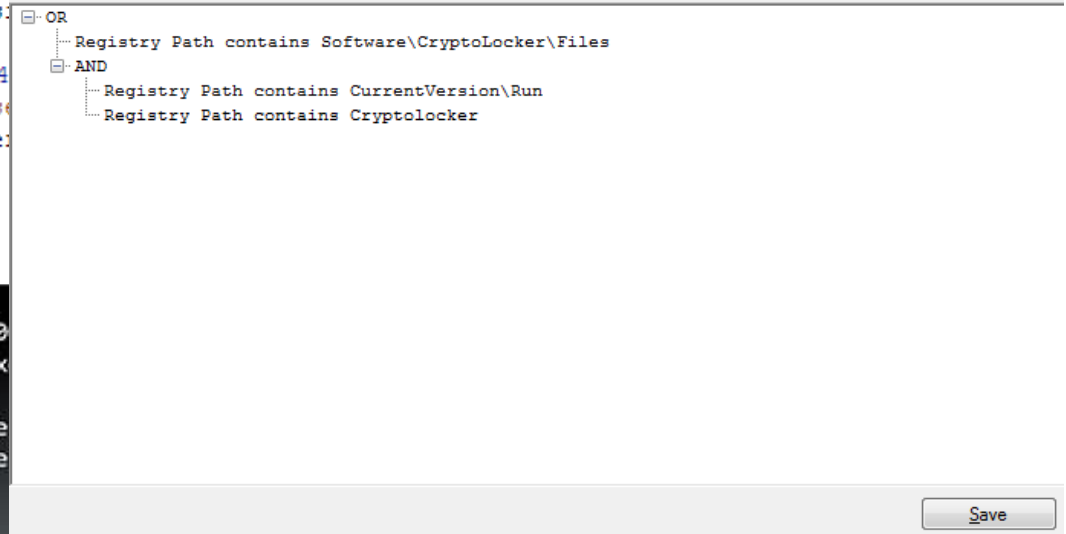 OR
Registry Path contains Software\CryptoLocker\Files
AND
Registry Path contains CurrentVersion\Run
Registry Path contains Cryptolocker
Save